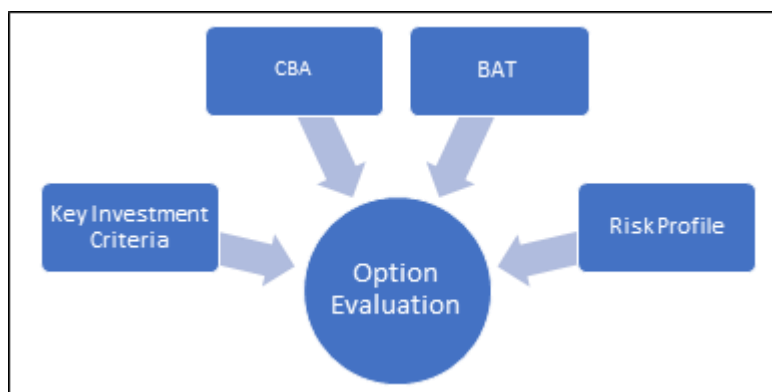 CBA
BAT
Key Investment
Criteria
Risk Profile
Option
Evaluation